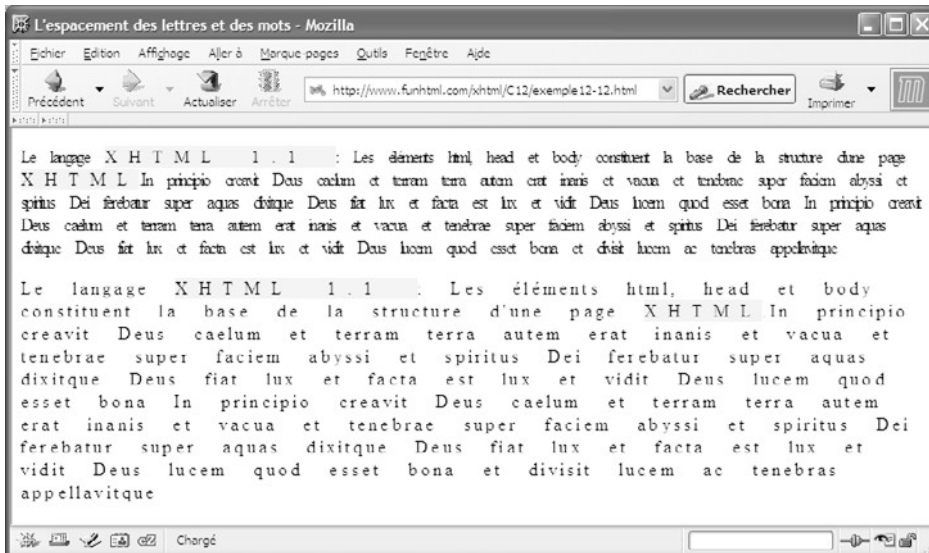 L'espacement des lettres et des mots - Mozilla
Fichier Edition Affichage Aller à Marque-pages Outils Fenêtre Aide
Précédent Suivant Actualiser Arrêter http://www.funhtml.com/xhtml/C12/exemple12-12.html Rechercher Imprimer
Le langage XHTML 1.1 : Les éléments html, head et body constituent la base de la structure d'une page
XHTML In principio creavit Deus caelum et terram terra autem erat inanis et vacua et tenebrae super faciem abyssi et
spiritus Dei ferebatur super aquas dixitque Deus fiat lux et facta est lux et vidit Deus lucem quod esset bona In principio creavit
Deus caelum et terram terra autem erat inanis et vacua et tenebrae super faciem abyssi et spiritus Dei ferebatur super aquas
dixitque Deus fiat lux et facta est lux et vidit Deus lucem quod esset bona et divisit lucem ac tenebras appellavitque
Le langage XHTML 1.1 : Les éléments html, head et body
constituent la base de la structure d'une page XHTML In principio
creavit Deus caelum et terram terra autem erat inanis et vacua et
tenebrae super faciem abyssi et spiritus Dei ferebatur super aquas
dixitque Deus fiat lux et facta est lux et vidit Deus lucem quod
esset bona In principio creavit Deus caelum et terram terra autem
erat inanis et vacua et tenebrae super faciem abyssi et spiritus Dei
ferebatur super aquas dixitque Deus fiat lux et facta est lux et
vidit Deus lucem quod esset bona et divisit lucem ac tenebras
appellavitque
Chargé